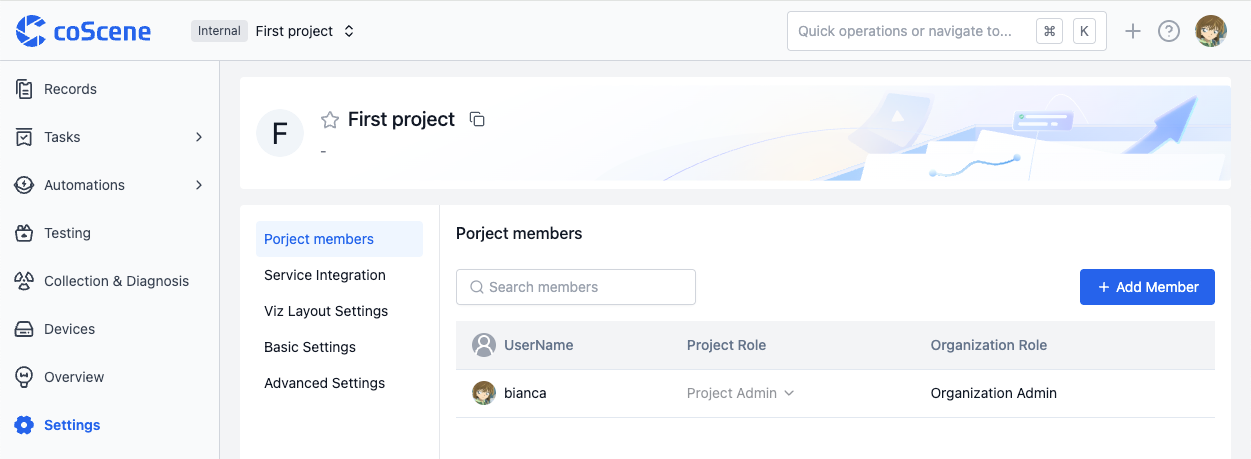 coScene
Internal First project
Quick operations or navigate to... ⌘ K
Records
Tasks
Automations
Testing
Collection & Diagnosis
Devices
Overview
Settings
F
First project
-
Porject members
Service Integration
Viz Layout Settings
Basic Settings
Advanced Settings
Porject members
Search members
+ Add Member
UserName Project Role Organization Role
bianca Project Admin Organization Admin